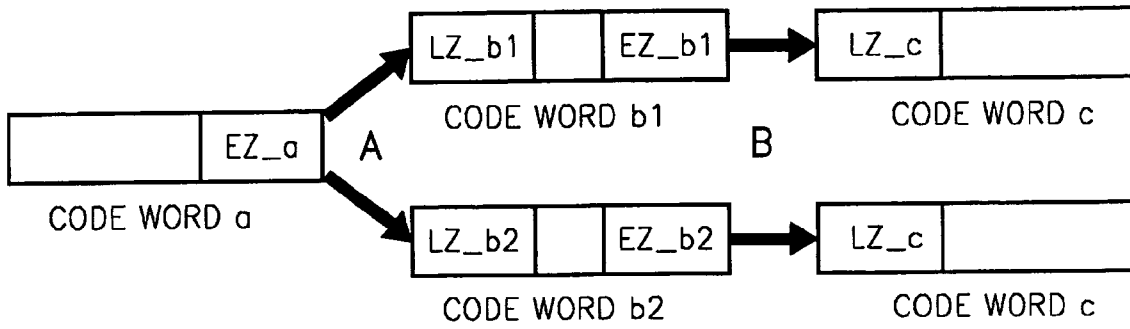 LZ_b1 EZ_b1 LZ_c
CODE WORD b1 CODE WORD c
EZ_a A B
CODE WORD a
LZ_b2 EZ_b2 LZ_c
CODE WORD b2 CODE WORD c